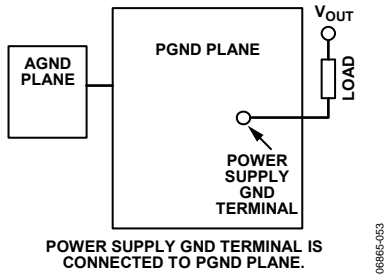 AGND
PLANE
PGND PLANE
VOUT
LOAD
POWER
SUPPLY
GND
TERMINAL
POWER SUPPLY GND TERMINAL IS
CONNECTED TO PGND PLANE.
06865-053